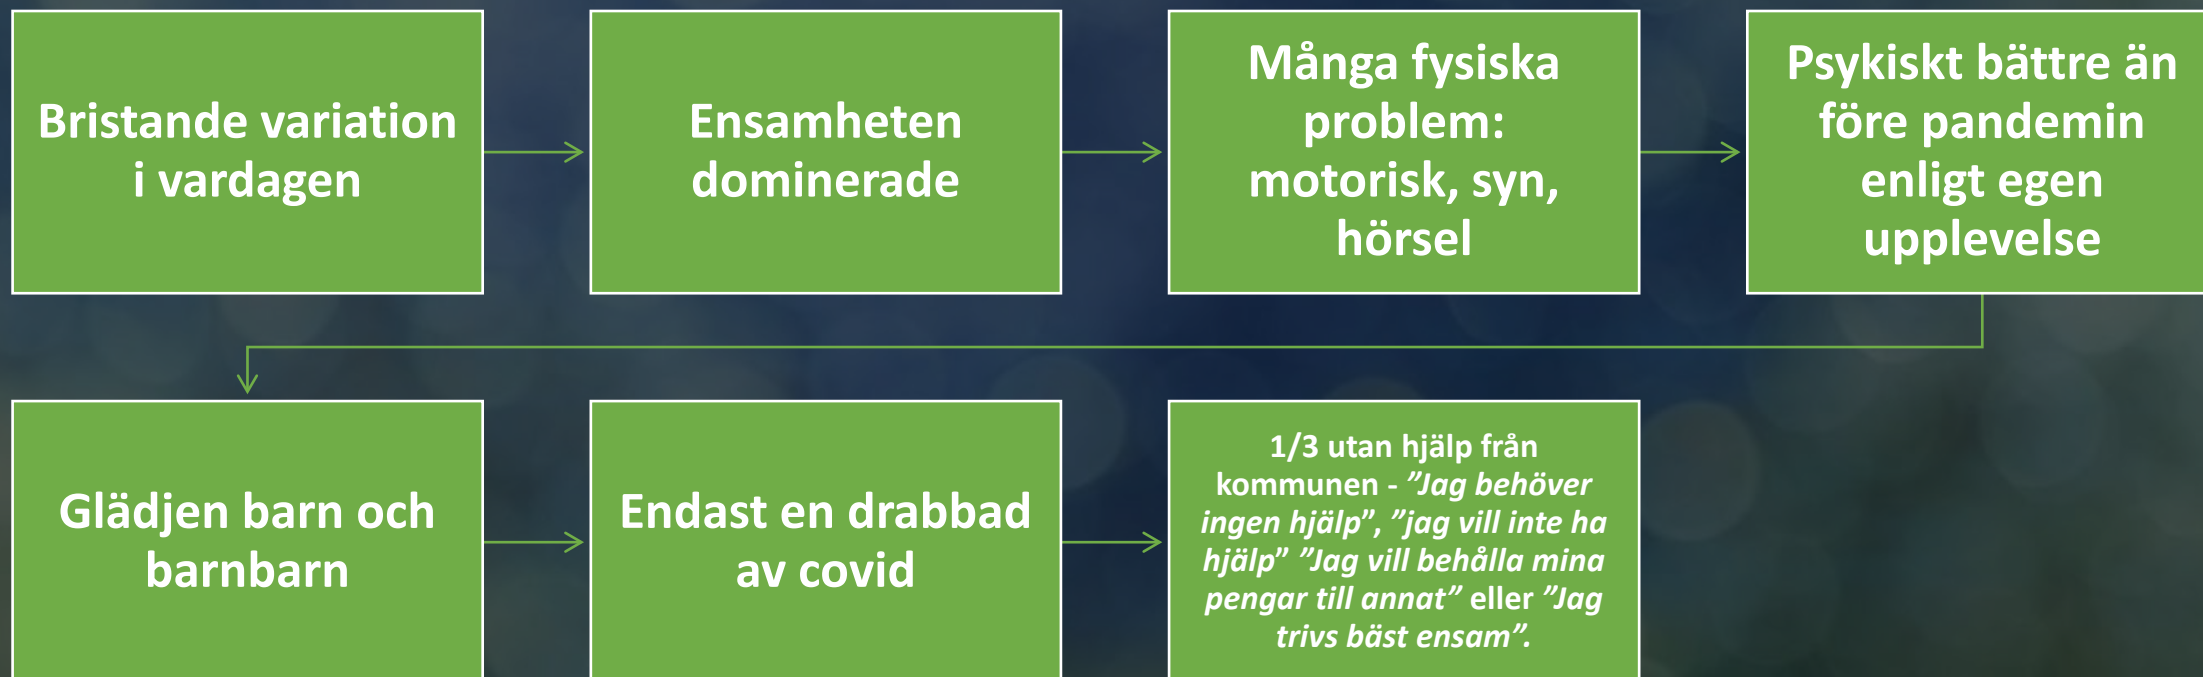 Bristande variation
i vardagen
Ensamheten
dominerade
Många fysiska
problem:
motorisk, syn,
hörsel
Psykiskt bättre än
före pandemin
enligt egen
upplevelse
Glädjen barn och
barnbarn
Endast en drabbad
av covid
1/3 utan hjälp från
kommunen - ”Jag behöver
ingen hjälp”, ”jag vill inte ha
hjälp” ”Jag vill behålla mina
pengar till annat” eller ”Jag
trivs bäst ensam”.